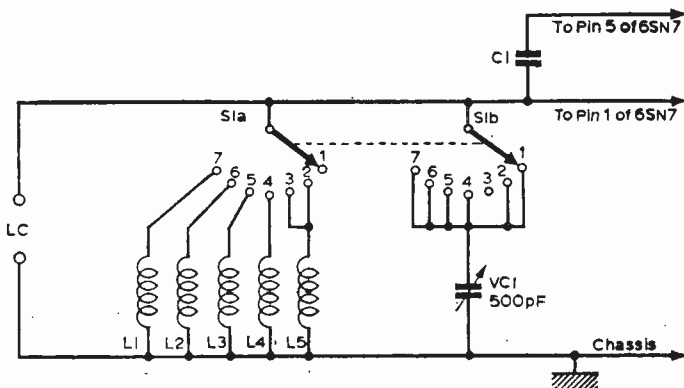 To Pin 5 of 6SN7
C1
To Pin 1 of 6SN7
S1a
S1b
7
6
5
4
3
2
1
7
6
5
4
3
2
1
LC
VC1
500pF
L1
L2
L3
L4
L5
Chassis